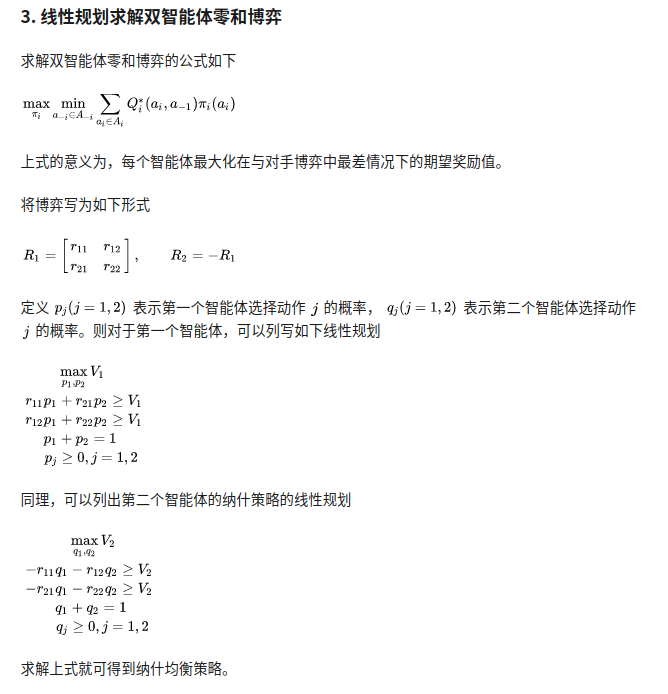 3. 线性规划求解双智能体零和博弈
求解双智能体零和博弈的公式如下
$\max_{\pi_i} \min_{a_{-i} \in A_{-i}} \sum_{a_i \in A_i} Q_i^*(a_i, a_{-1}) \pi_i(a_i)$
上式的意义为，每个智能体最大化在与对手博弈中最差情况下的期望奖励值。
将博弈写为如下形式
$R_1 = \begin{bmatrix} r_{11} & r_{12} \\ r_{21} & r_{22} \end{bmatrix}, \qquad R_2 = -R_1$
定义 $p_j(j = 1, 2)$ 表示第一个智能体选择动作 $j$ 的概率， $q_j(j = 1, 2)$ 表示第二个智能体选择动作
$j$ 的概率。则对于第一个智能体，可以列写如下线性规划
$\max_{p_1, p_2} V_1$
$r_{11}p_1 + r_{21}p_2 \geq V_1$
$r_{12}p_1 + r_{22}p_2 \geq V_1$
$p_1 + p_2 = 1$
$p_j \geq 0, j = 1, 2$
同理，可以列出第二个智能体的纳什策略的线性规划
$\max_{q_1, q_2} V_2$
$-r_{11}q_1 - r_{12}q_2 \geq V_2$
$-r_{21}q_1 - r_{22}q_2 \geq V_2$
$q_1 + q_2 = 1$
$q_j \geq 0, j = 1, 2$
求解上式就可得到纳什均衡策略。